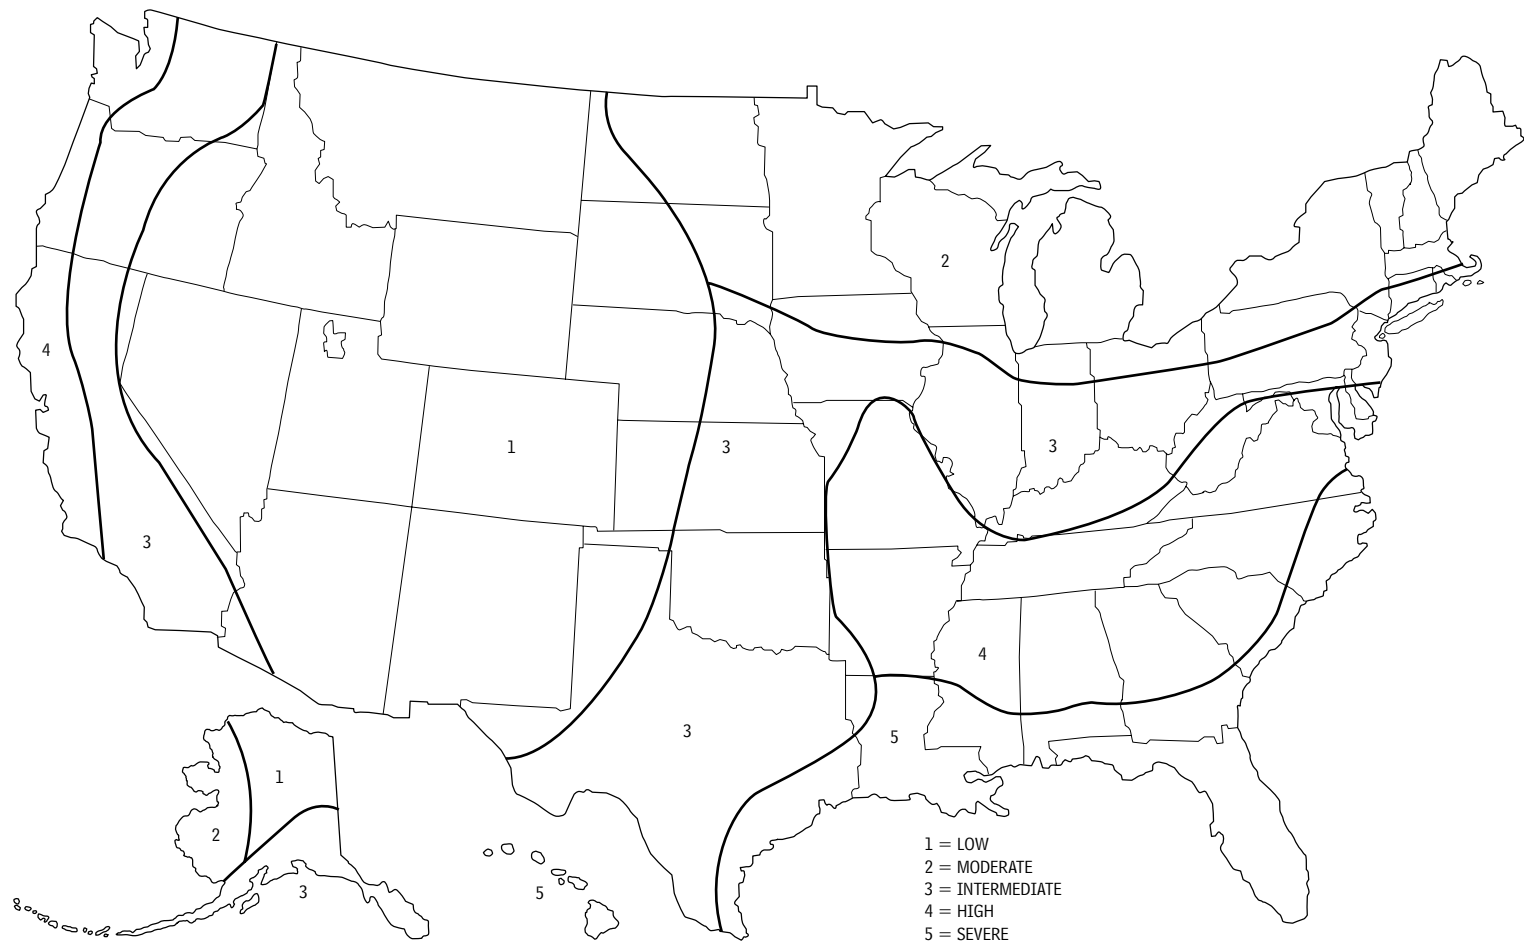 2
4
1
3
3
3
4
3
5
1
2
3
5
1 = LOW
2 = MODERATE
3 = INTERMEDIATE
4 = HIGH
5 = SEVERE